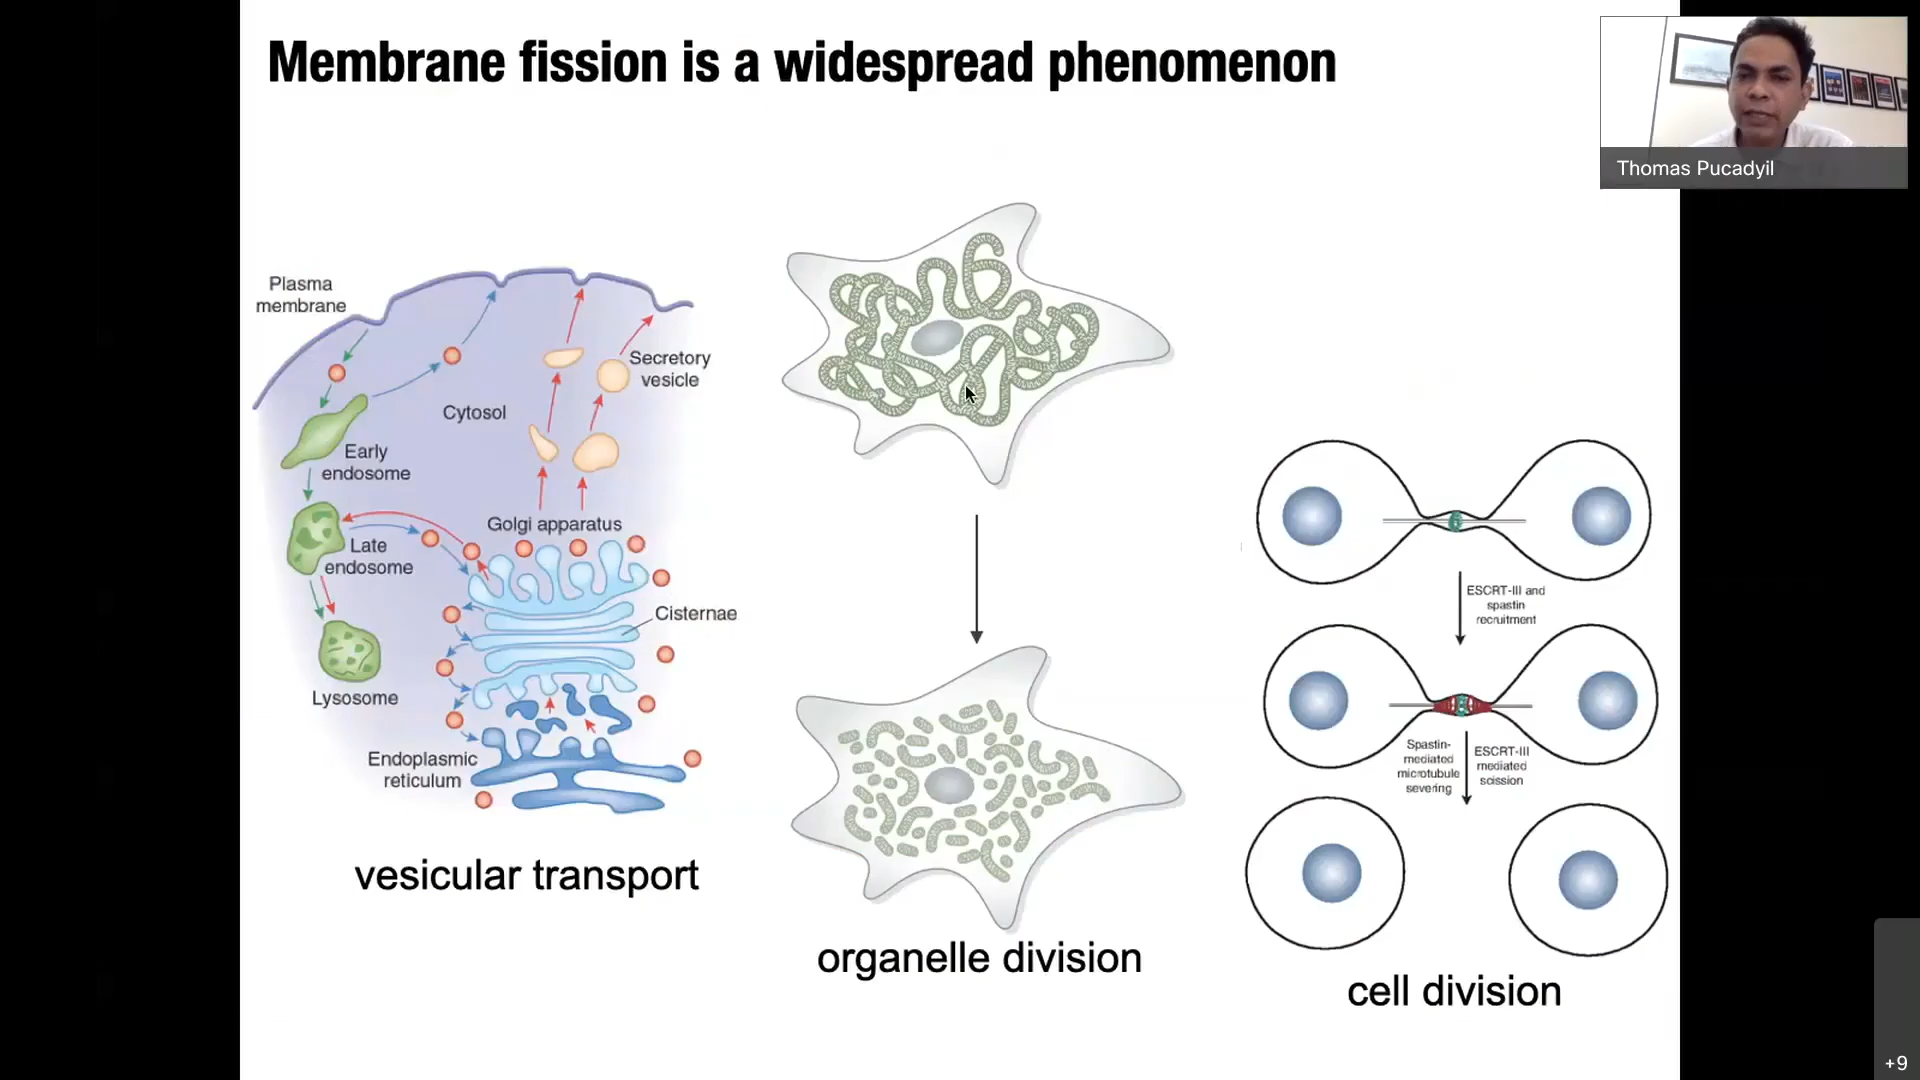 Membrane fission is a widespread phenomenon
Thomas Pucadyil
Plasma
membrane
Secretory
vesicle
Cytosol
Early
endosome
Golgi apparatus
Late
endosome
Cisternae
Lysosome
Endoplasmic
reticulum
vesicular transport
organelle division
ESCRT-III and
spastin
recruitment
Spastin-
mediated
microtubule
severing
ESCRT-III
mediated
scission
cell division
+9